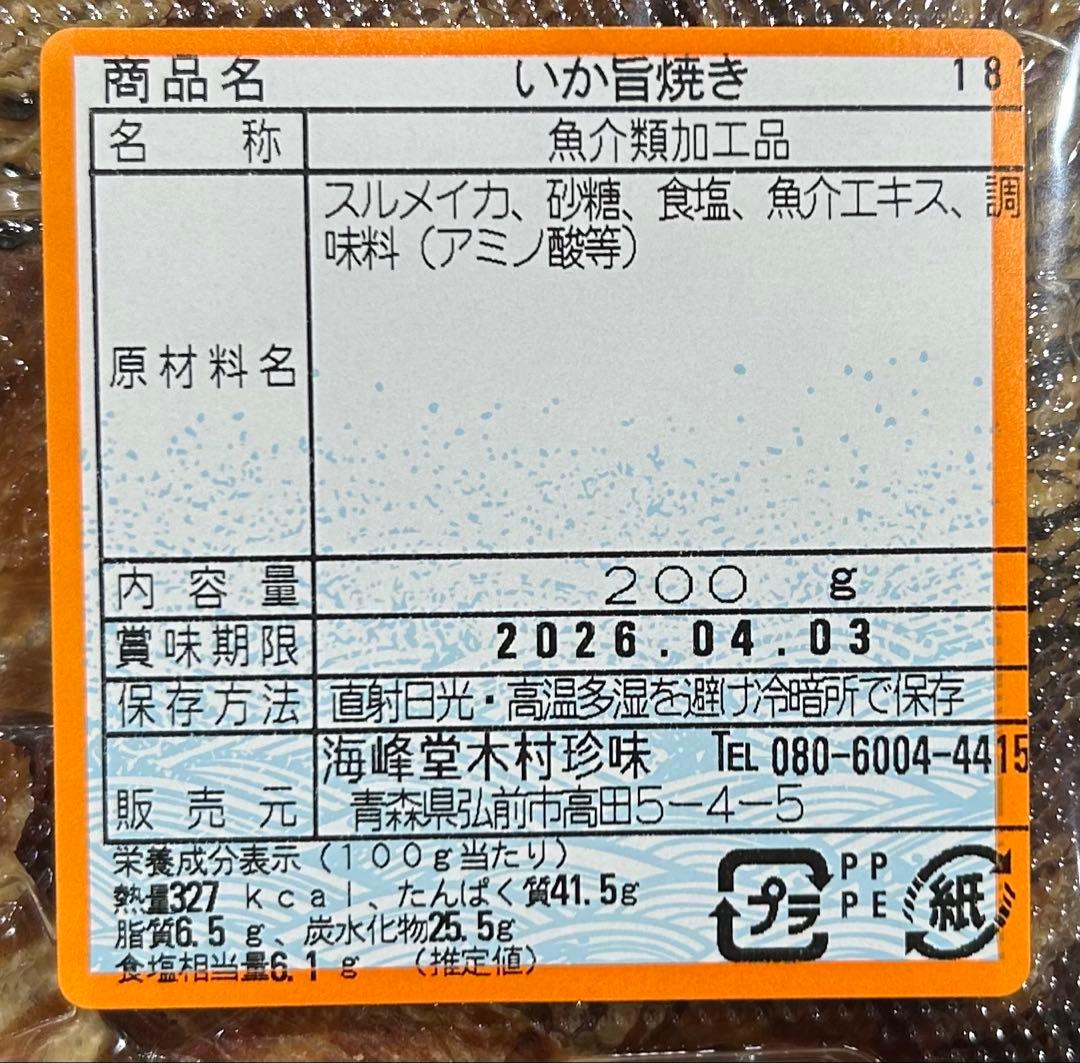 商品名 いか旨焼き 18
名称 魚介類加工品
原材料名 スルメイカ、砂糖、食塩、魚介エキス、調
味料(アミノ酸等)
内容量 200 g
賞味期限 2026.04.03
保存方法 直射日光・高温多湿を避け冷暗所で保存
販売元 海峰堂木村珍味 TEL 080-6004-4415
青森県弘前市高田5-4-5
栄養成分表示(100g当たり)
熱量327 kcal、たんぱく質41.5g
脂質6.5 g、炭水化物25.5g
食塩相当量6.1 g (推定値)
プラ
PP
PE
紙